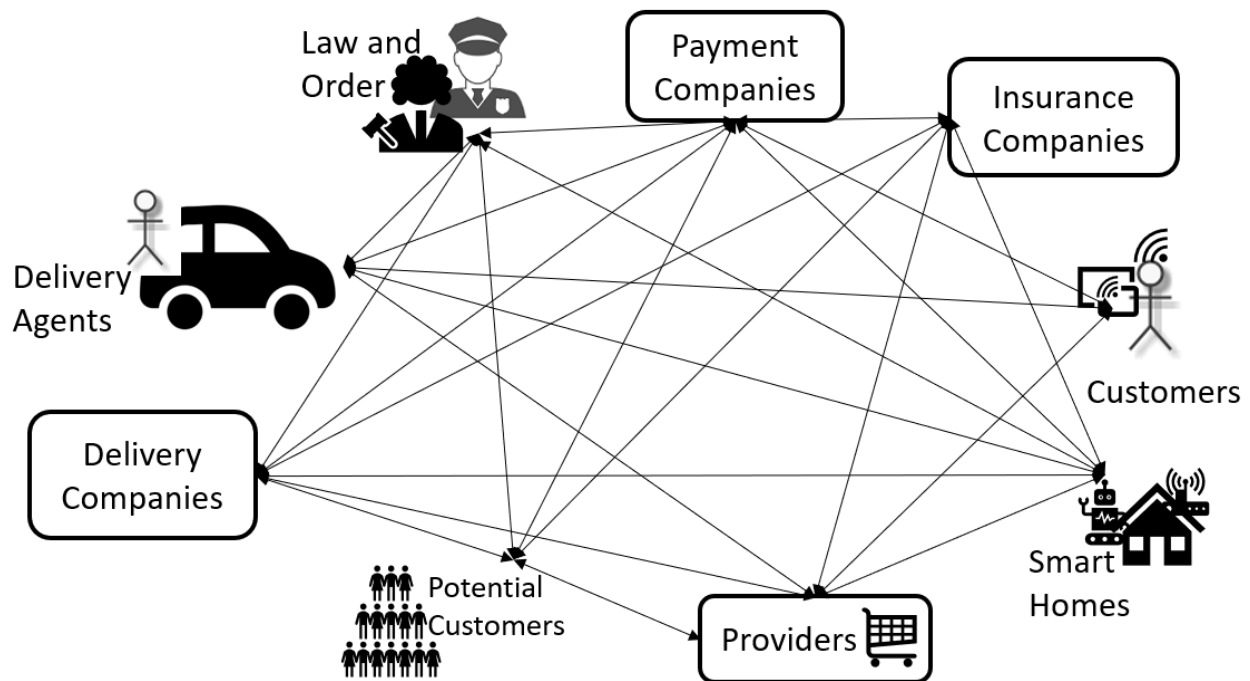 Law and
Order
Payment
Companies
Insurance
Companies
Delivery
Agents
Customers
Delivery
Companies
Smart
Homes
Potential
Customers
Providers